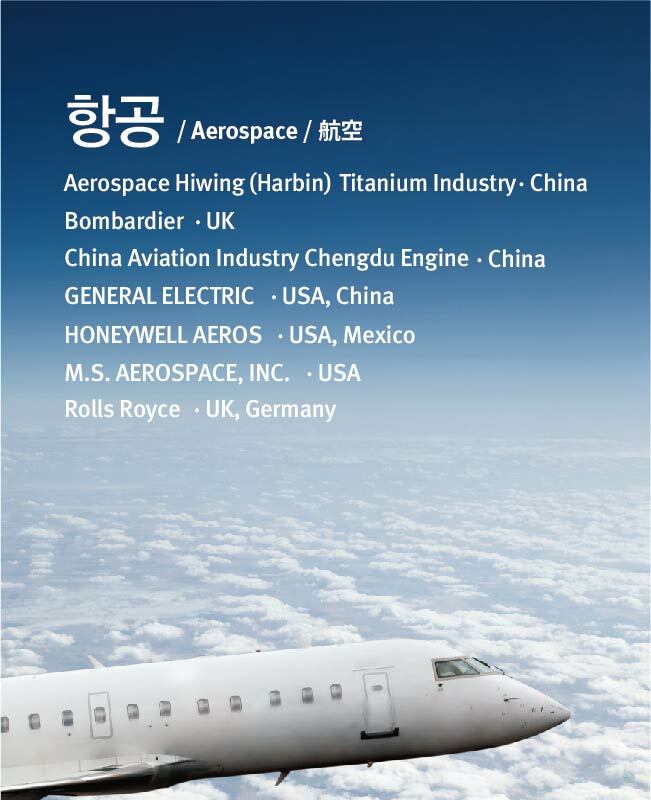 항공 / Aerospace / 航空
Aerospace Hiwing (Harbin) Titanium Industry · China
Bombardier · UK
China Aviation Industry Chengdu Engine · China
GENERAL ELECTRIC · USA, China
HONEYWELL AEROS · USA, Mexico
M.S. AEROSPACE, INC. · USA
Rolls Royce · UK, Germany